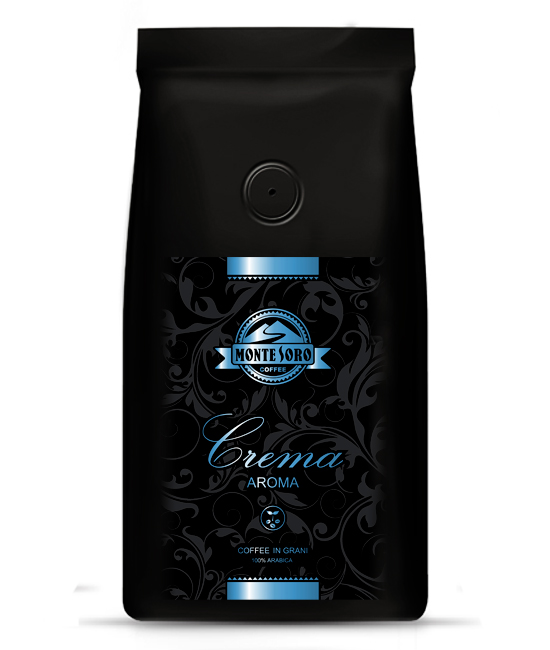 MONTE SORO
COFFEE
Crema
AROMA
COFFEE IN GRANI
100% ARABICA